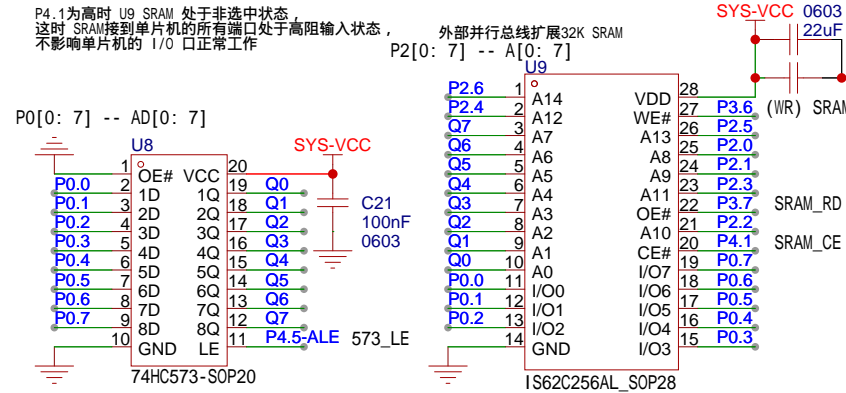 P4.1为高时 U9 SRAM 处于非选中状态，
这时 SRAM接到单片机的所有端口处于高阻输入状态，
不影响单片机的 I/O 口正常工作
外部并行总线扩展32K SRAM
P2[0: 7] -- A[0: 7]
SYS-VCC 0603
22uF
P0[0: 7] -- AD[0: 7]
U8
SYS-VCC
1 OE# VCC 20
P0.0 2 1D 1Q 19 Q0
P0.1 3 2D 2Q 18 Q1
P0.2 4 3D 3Q 17 Q2
P0.3 5 4D 4Q 16 Q3
P0.4 6 5D 5Q 15 Q4
P0.5 7 6D 6Q 14 Q5
P0.6 8 7D 7Q 13 Q6
P0.7 9 8D 8Q 12 Q7
10 GND LE 11 P4.5-ALE 573_LE
74HC573-SOP20
C21
100nF
0603
U9
P2.6 1 A14 VDD 28
P2.4 2 A12 WE# 27 P3.6 (WR) SRAM
Q7 3 A7 A13 26 P2.5
Q6 4 A6 A8 25 P2.0
Q5 5 A5 A9 24 P2.1
Q4 6 A4 A11 23 P2.3
Q3 7 A3 OE# 22 P3.7 SRAM_RD
Q2 8 A2 A10 21 P2.2
Q1 9 A1 CE# 20 P4.1 SRAM_CE
Q0 10 A0 I/O7 19 P0.7
P0.0 11 I/O0 I/O6 18 P0.6
P0.1 12 I/O1 I/O5 17 P0.5
P0.2 13 I/O2 I/O4 16 P0.4
14 GND I/O3 15 P0.3
IS62C256AL_SOP28